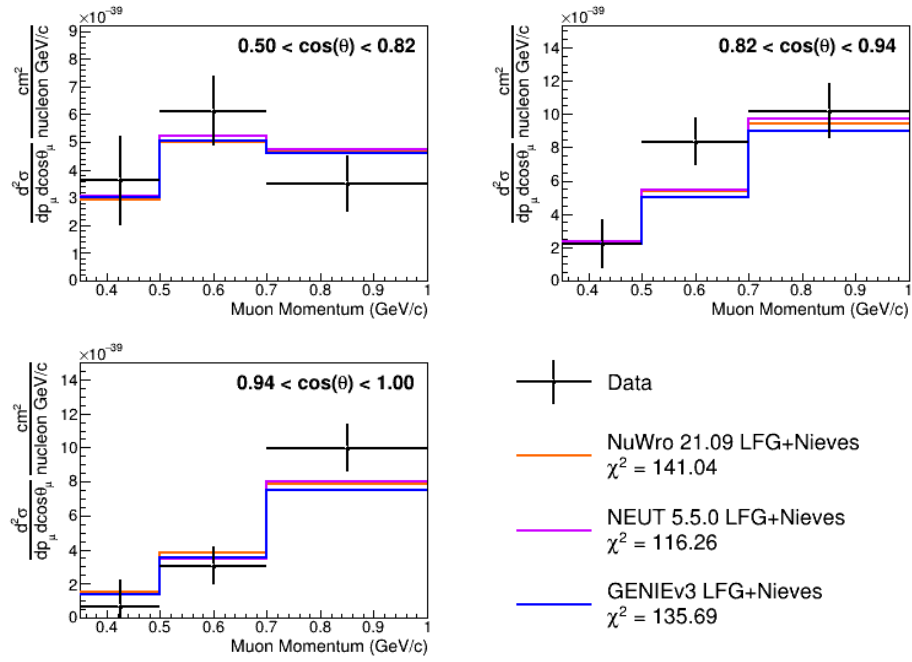 ×10⁻³⁹
0.50 < cos(θ) < 0.82
d²σ cm²
dp_μ dcosθ_μ nucleon GeV/c
9
8
7
6
5
4
3
2
1
0
0.4 0.5 0.6 0.7 0.8 0.9 1
Muon Momentum (GeV/c)
×10⁻³⁹
0.82 < cos(θ) < 0.94
d²σ cm²
dp_μ dcosθ_μ nucleon GeV/c
14
12
10
8
6
4
2
0
0.4 0.5 0.6 0.7 0.8 0.9 1
Muon Momentum (GeV/c)
×10⁻³⁹
0.94 < cos(θ) < 1.00
d²σ cm²
dp_μ dcosθ_μ nucleon GeV/c
14
12
10
8
6
4
2
0
0.4 0.5 0.6 0.7 0.8 0.9 1
Muon Momentum (GeV/c)
Data
NuWro 21.09 LFG+Nieves
χ² = 141.04
NEUT 5.5.0 LFG+Nieves
χ² = 116.26
GENIEv3 LFG+Nieves
χ² = 135.69